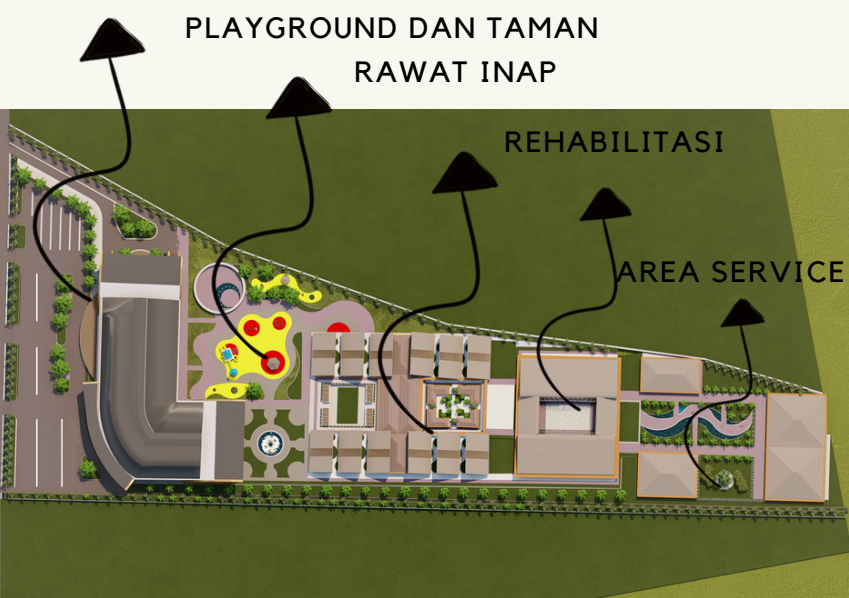 PLAYGROUND DAN TAMAN
RAWAT INAP
REHABILITASI
AREA SERVICE